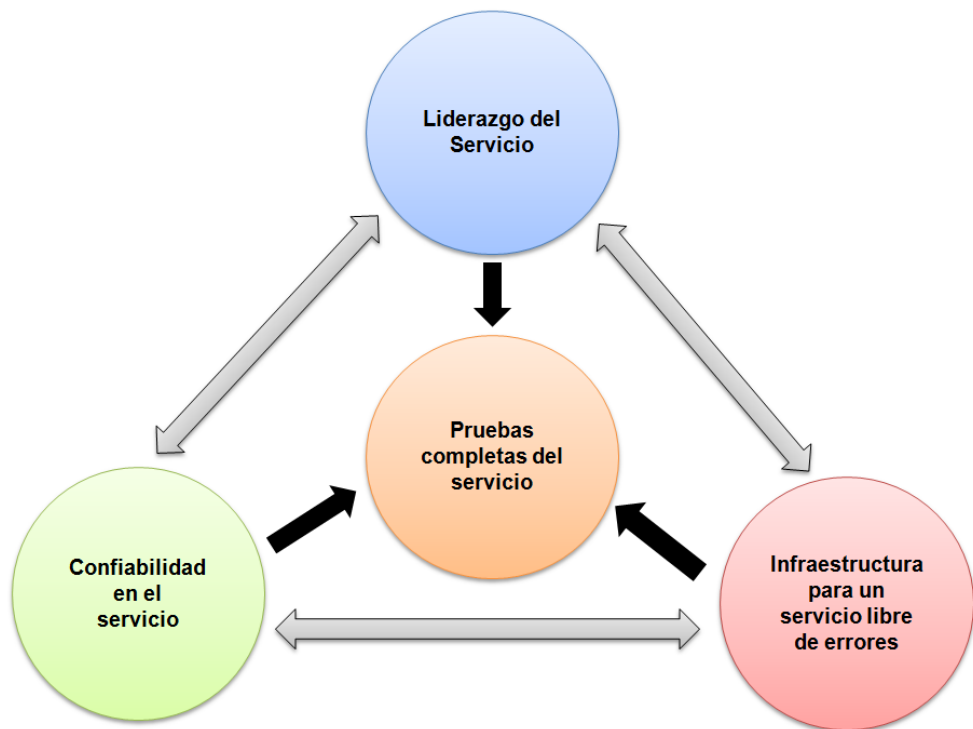 Liderazgo del
Servicio
Pruebas
completas del
servicio
Confiabilidad
en el
servicio
Infraestructura
para un
servicio libre
de errores